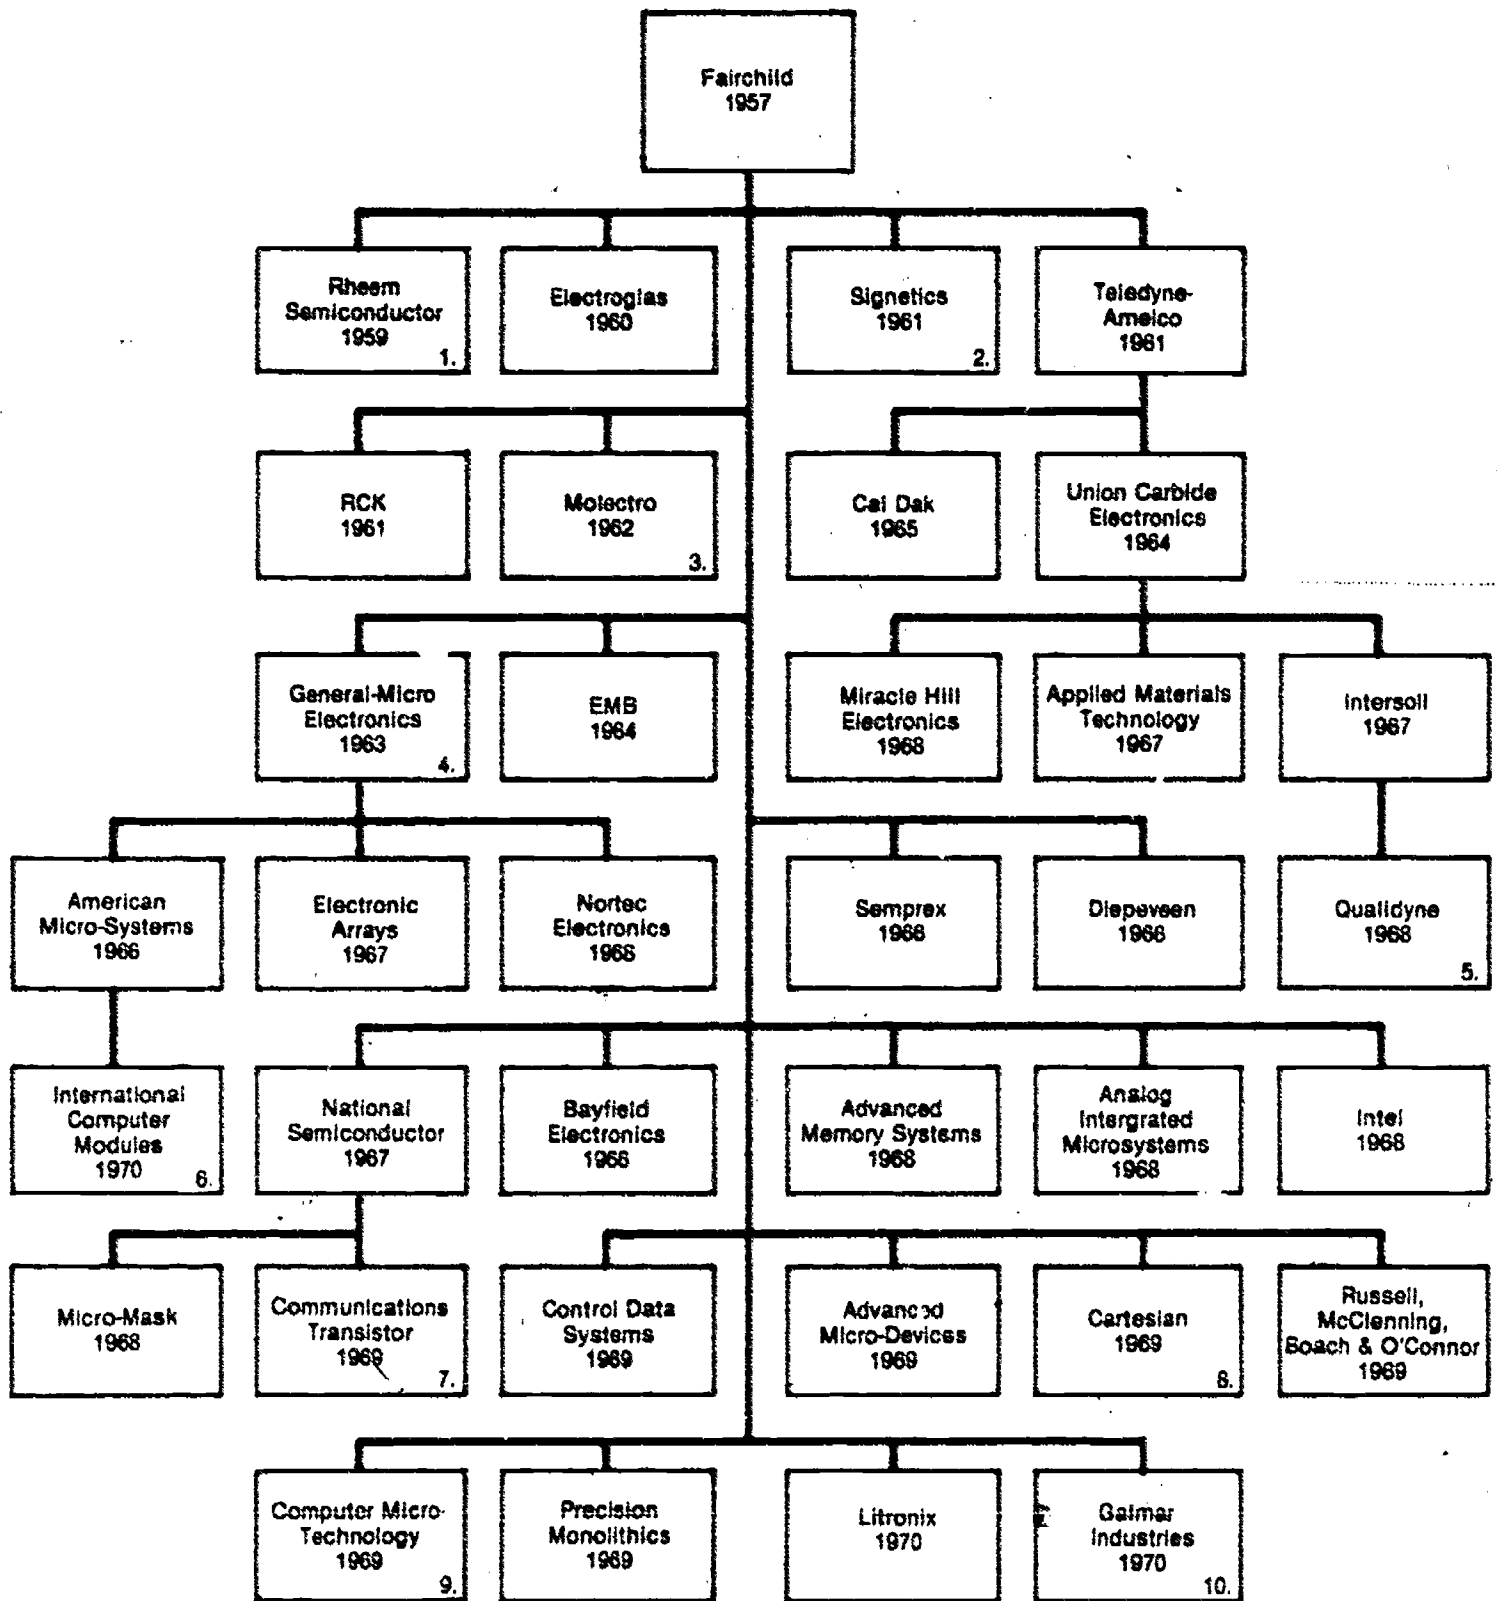 Fairchild
1957
Rheem
Semiconductor
1959
1.
Electroglas
1960
Signetics
1961
2.
Teledyne-
Amelco
1961
RCK
1961
Molectro
1962
3.
Cal Dak
1965
Union Carbide
Electronics
1964
General-Micro
Electronics
1963
4.
EMB
1964
Miracle Hill
Electronics
1968
Applied Materials
Technology
1967
Intersoll
1967
American
Micro-Systems
1966
Electronic
Arrays
1967
Nortec
Electronics
1968
Semprex
1966
Diepeveen
1966
Qualidyne
1968
5.
International
Computer
Modules
1970
6.
National
Semiconductor
1967
Bayfield
Electronics
1966
Advanced
Memory Systems
1968
Analog
Intergrated
Microsystems
1968
Intel
1968
Micro-Mask
1968
Communications
Transistor
1969
7.
Control Data
Systems
1969
Advanced
Micro-Devices
1969
Cartesian
1969
8.
Russell,
McClenning,
Boach & O'Connor
1969
Computer Micro-
Technology
1969
9.
Precision
Monolithics
1969
Litronix
1970
Galmar
Industries
1970
10.